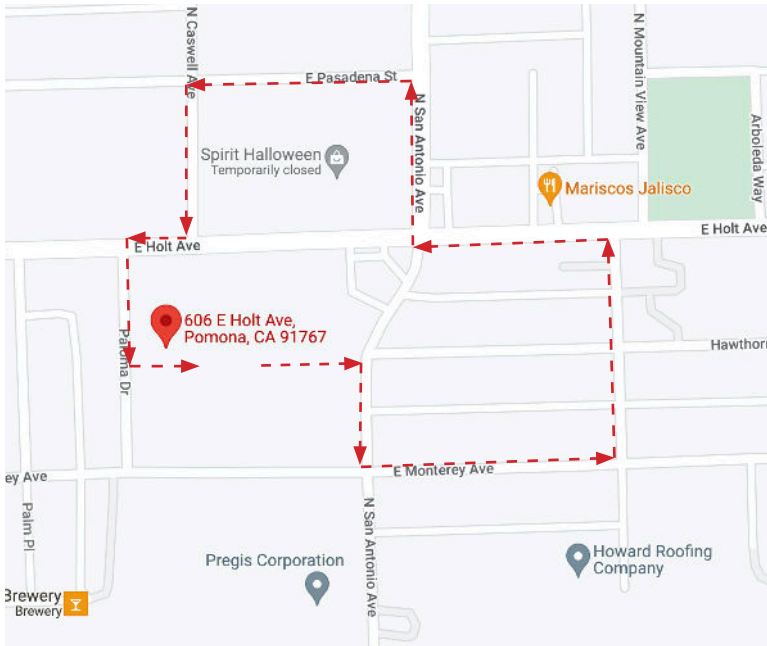 N Caswell Ave
N Mountain View Ave
E Pasadena St
N San Antonio Ave
Arboleda Way
Spirit Halloween
Temporarily closed
Mariscos Jalisco
E Holt Ave
E Holt Ave
606 E Holt Ave,
Pomona, CA 91767
Paloma Dr
Hawthorn
E Monterey Ave
ey Ave
Palm Pl
N San Antonio Ave
Pregis Corporation
Howard Roofing
Company
Brewery
Brewery